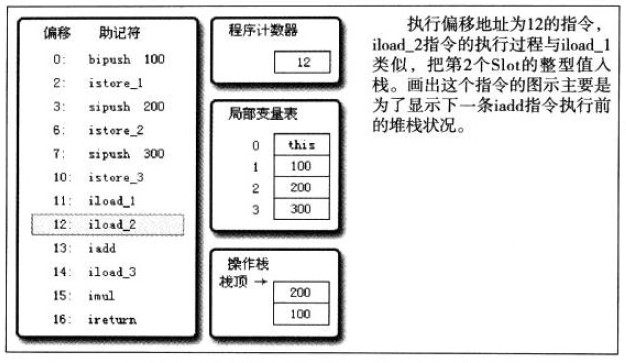 偏移 助记符
0: bipush 100
2: istore_1
3: sipush 200
6: istore_2
7: sipush 300
10: istore_3
11: iload_1
12: iload_2
13: iadd
14: iload_3
15: imul
16: ireturn
程序计数器
12
局部变量表
0 this
1 100
2 200
3 300
操作栈
栈顶 →
200
100
执行偏移地址为12的指令，
iload_2指令的执行过程与iload_1
类似，把第2个Slot的整型值入
栈。画出这个指令的图示主要是
为了显示下一条iadd指令执行前
的堆栈状况。